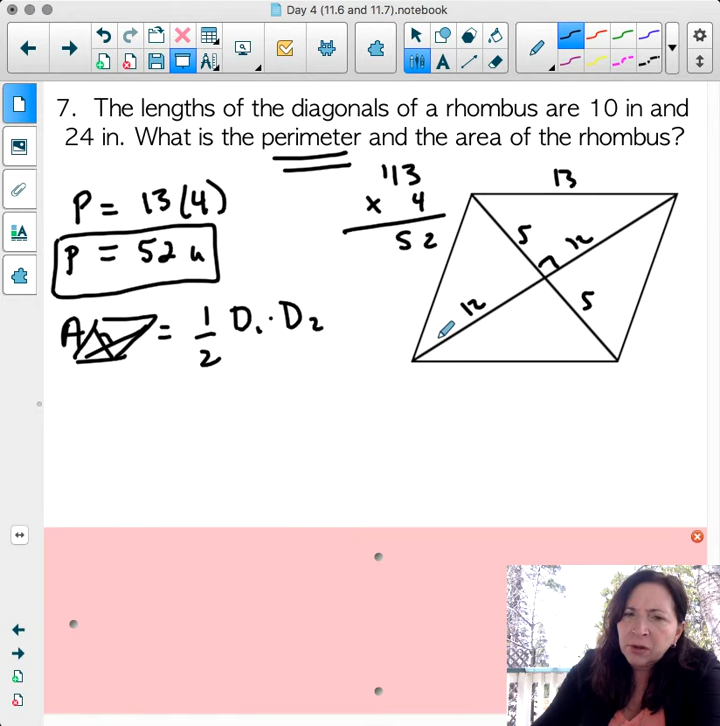 Day 4 (11.6 and 11.7).notebook
7. The lengths of the diagonals of a rhombus are 10 in and
24 in. What is the perimeter and the area of the rhombus?
P = 13(4)
P = 52 u
A = 1/2 D₁ · D₂
113
x 4
52
13
5
12
12
5